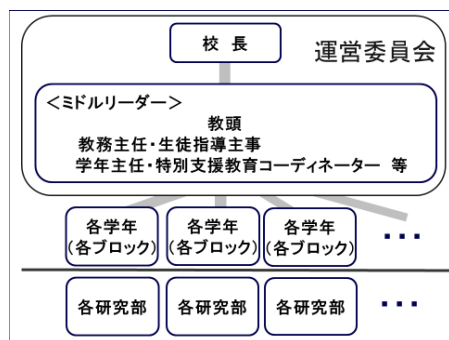 校 長
運営委員会
＜ミドルリーダー＞
教頭
教務主任・生徒指導主事
学年主任・特別支援教育コーディネーター 等
各学年
(各ブロック)
各学年
(各ブロック)
各学年
(各ブロック)
・・・
各研究部
各研究部
各研究部
・・・